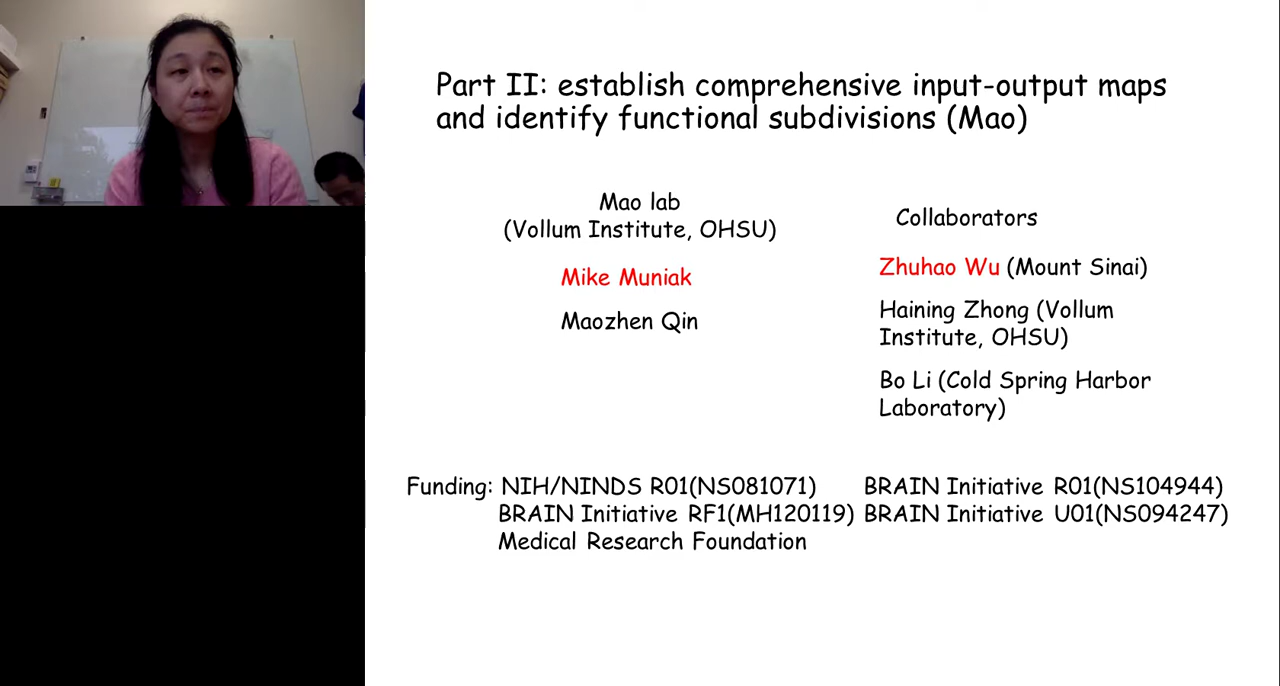 Part II: establish comprehensive input-output maps
and identify functional subdivisions (Mao)
Mao lab
(Vollum Institute, OHSU)
Mike Muniak
Maozhen Qin
Collaborators
Zhuhao Wu (Mount Sinai)
Haining Zhong (Vollum
Institute, OHSU)
Bo Li (Cold Spring Harbor
Laboratory)
Funding: NIH/NINDS R01(NS081071)
BRAIN Initiative RF1(MH120119)
Medical Research Foundation
BRAIN Initiative R01(NS104944)
BRAIN Initiative U01(NS094247)